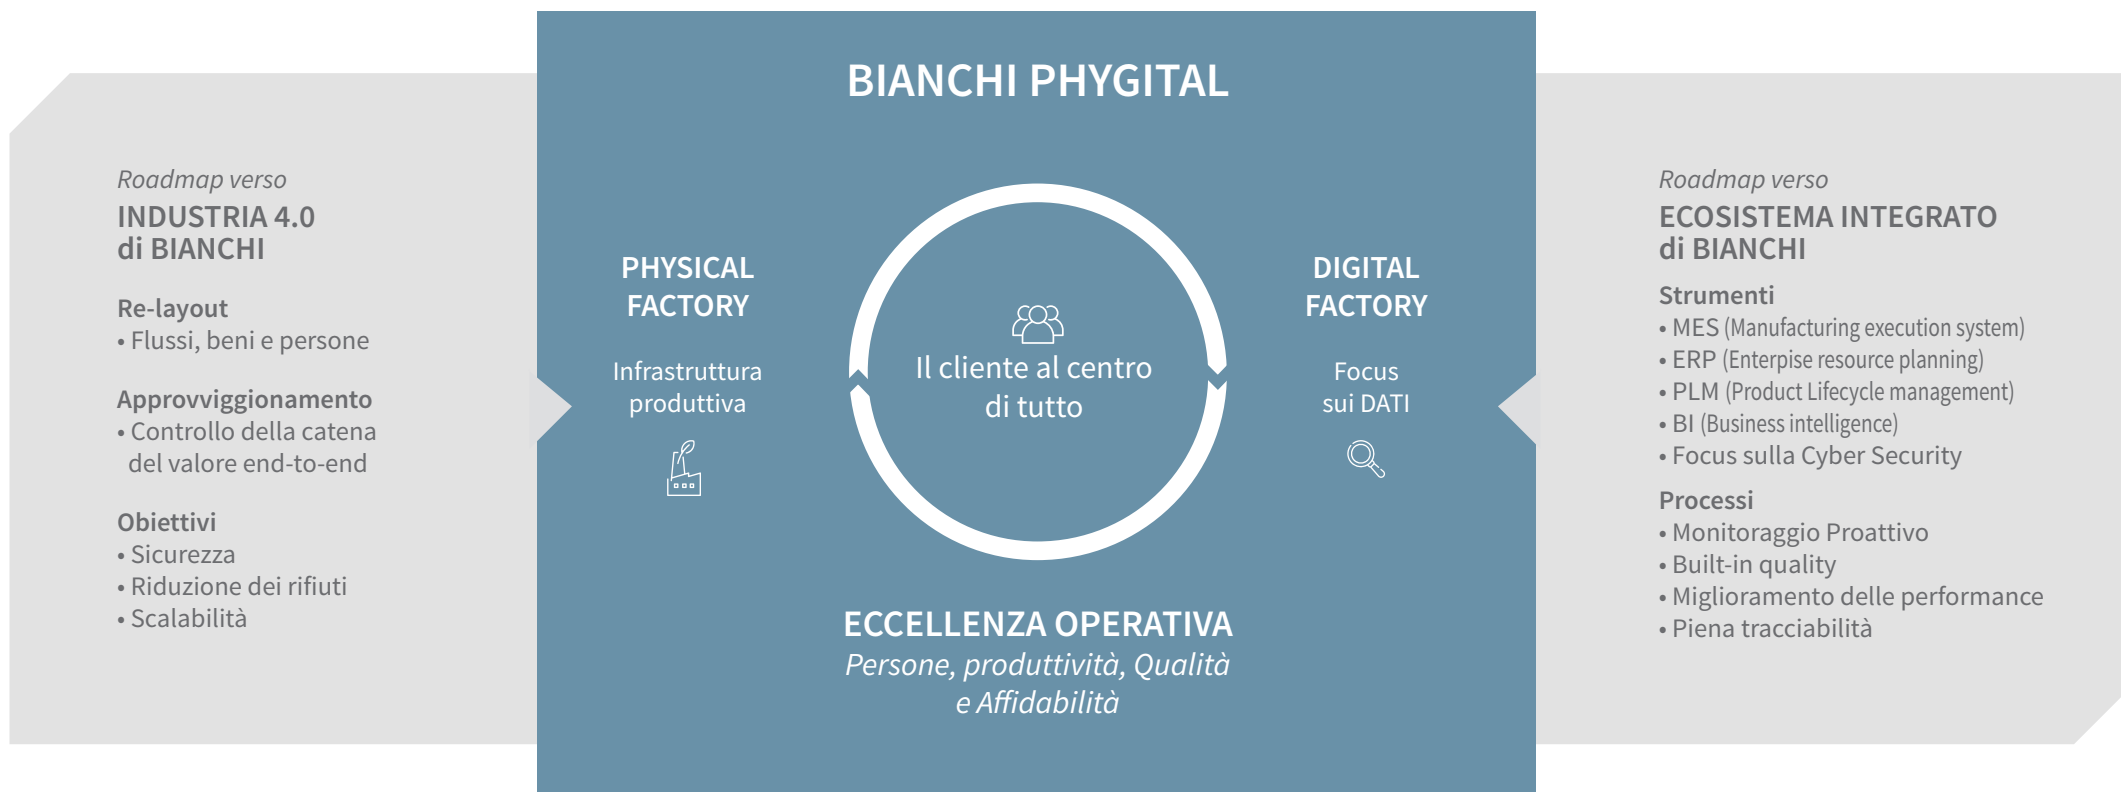 Roadmap verso
INDUSTRIA 4.0
di BIANCHI
Re-layout
• Flussi, beni e persone
Approvviggionamento
• Controllo della catena
del valore end-to-end
Obiettivi
• Sicurezza
• Riduzione dei rifiuti
• Scalabilità
BIANCHI PHYGITAL
PHYSICAL
FACTORY
Infrastruttura
produttiva
Il cliente al centro
di tutto
DIGITAL
FACTORY
Focus
sui DATI
ECCELLENZA OPERATIVA
Persone, produttività, Qualità
e Affidabilità
Roadmap verso
ECOSISTEMA INTEGRATO
di BIANCHI
Strumenti
• MES (Manufacturing execution system)
• ERP (Enterpise resource planning)
• PLM (Product Lifecycle management)
• BI (Business intelligence)
• Focus sulla Cyber Security
Processi
• Monitoraggio Proattivo
• Built-in quality
• Miglioramento delle performance
• Piena tracciabilità